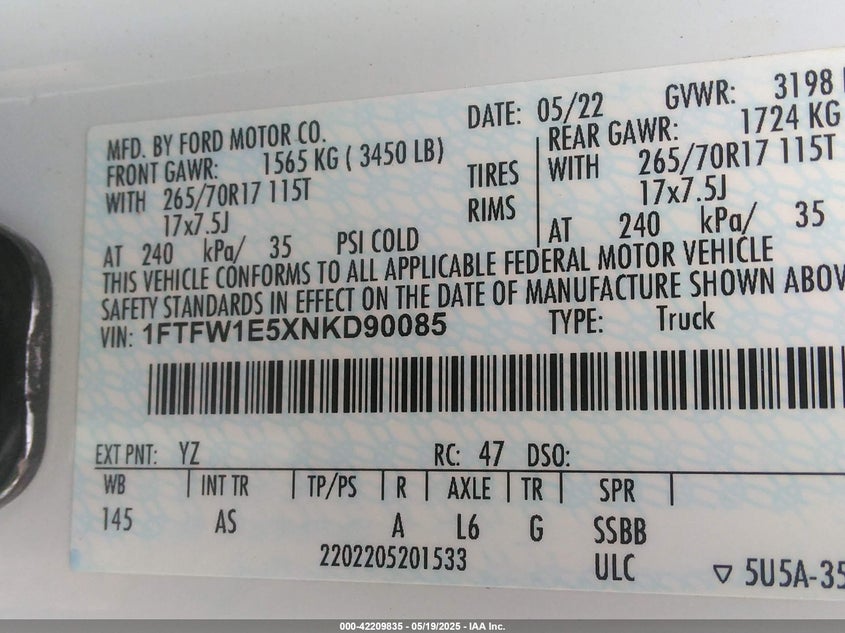 MFD. BY FORD MOTOR CO.
DATE: 05/22
GVWR: 3198
FRONT GAWR: 1565 KG ( 3450 LB)
WITH 265/70R17 115T
17x7.5J
AT 240 kPa/ 35 PSI COLD
TIRES
RIMS
REAR GAWR: 1724 KG
WITH 265/70R17 115T
17x7.5J
AT 240 kPa/ 35
THIS VEHICLE CONFORMS TO ALL APPLICABLE FEDERAL MOTOR VEHICLE
SAFETY STANDARDS IN EFFECT ON THE DATE OF MANUFACTURE SHOWN ABOV
VIN: 1FTFW1E5XNKD90085 TYPE: Truck
EXT PNT: YZ RC: 47 DSO:
WB INT TR TP/PS R AXLE TR SPR
145 AS A L6 G SSBB
2202205201533 ULC ▽ 5U5A-35
000-42209835 - 05/19/2025 - IAA Inc.